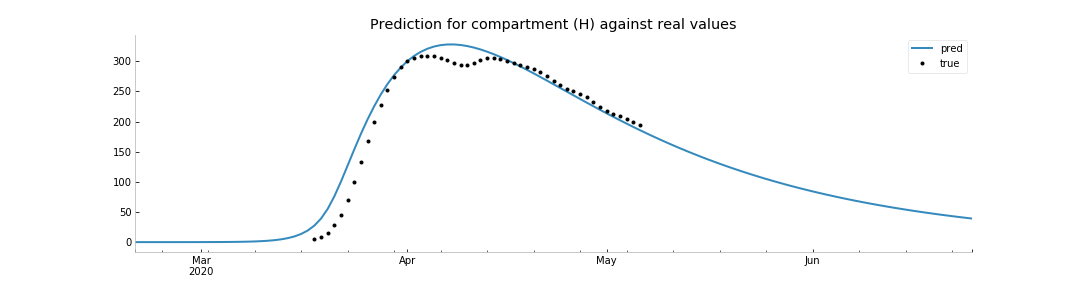 Prediction for compartment (H) against real values
pred
true
300
250
200
150
100
50
0
Mar
2020
Apr
May
Jun